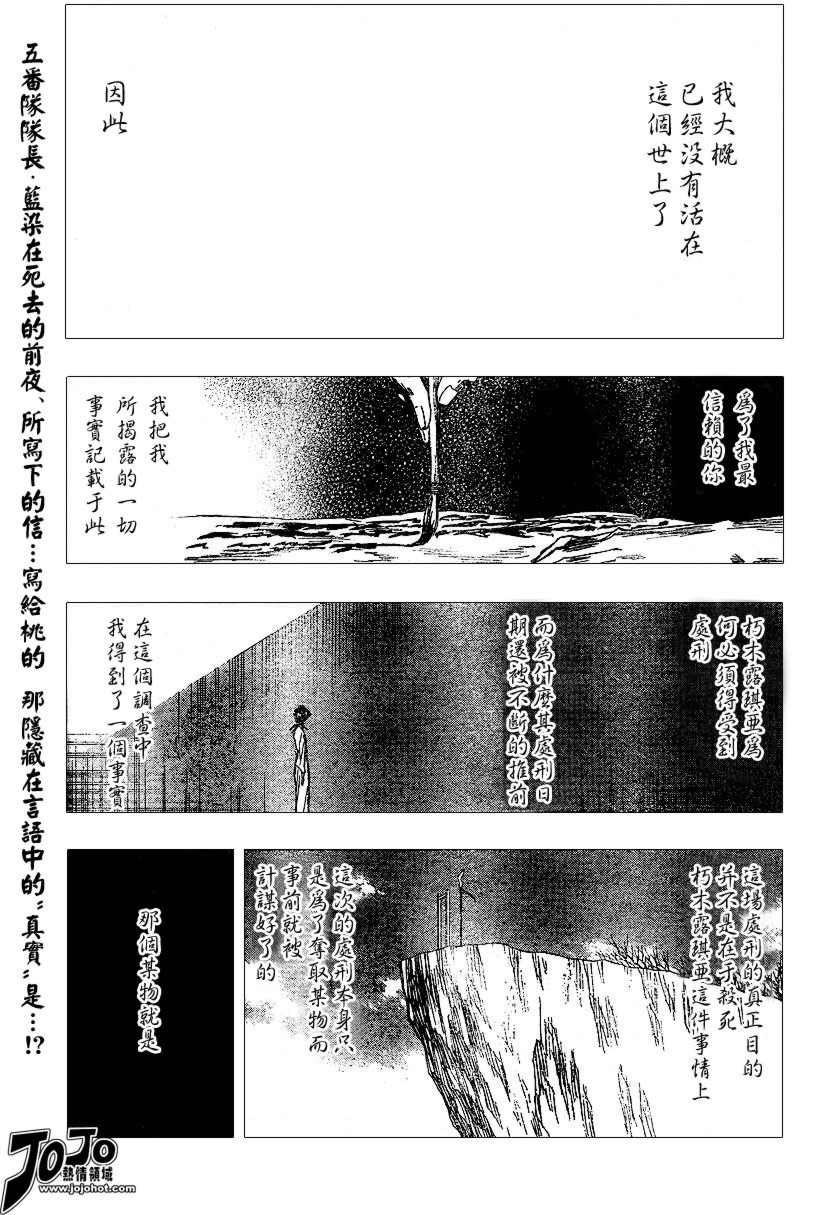 我大概
已經没有活在
這個世上了
因此
爲了我最
信賴的你
我把我
所揭露的一切
事實記載于此
朽木露琪亜爲
何必須得受到
處刑
而爲什麽其處刑日
期還被不斷的推前
在這個調查中
我得到了一個事實
這場處刑的真正目的
并不是在于殺死
朽木露琪亜這件事情上
這次的處刑本身只
是爲了奪取某物而
事前就被
計謀好了的
那個某物就是
五番隊隊長·藍染在死去的前夜、所寫下的信…寫給桃的 那隱藏在言語中的〝真實〞是…!?
JOJO
熱情領域
www.jojohot.com